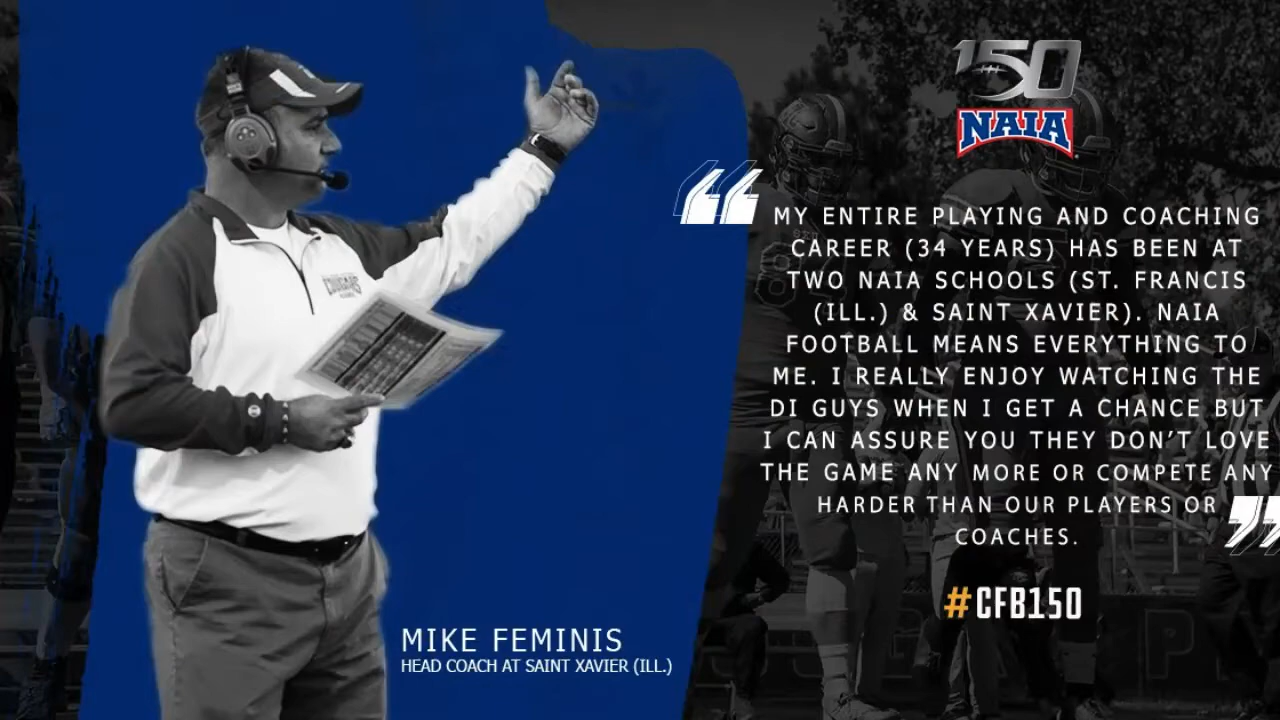 150
NAIA
“
MY ENTIRE PLAYING AND COACHING
CAREER (34 YEARS) HAS BEEN AT
TWO NAIA SCHOOLS (ST. FRANCIS
(ILL.) & SAINT XAVIER). NAIA
FOOTBALL MEANS EVERYTHING TO
ME. I REALLY ENJOY WATCHING THE
DI GUYS WHEN I GET A CHANCE BUT
I CAN ASSURE YOU THEY DON’T LOVE
THE GAME ANY MORE OR COMPETE ANY
HARDER THAN OUR PLAYERS OR
COACHES.
”
#CFB150
COUGARS
MIKE FEMINIS
HEAD COACH AT SAINT XAVIER (ILL.)